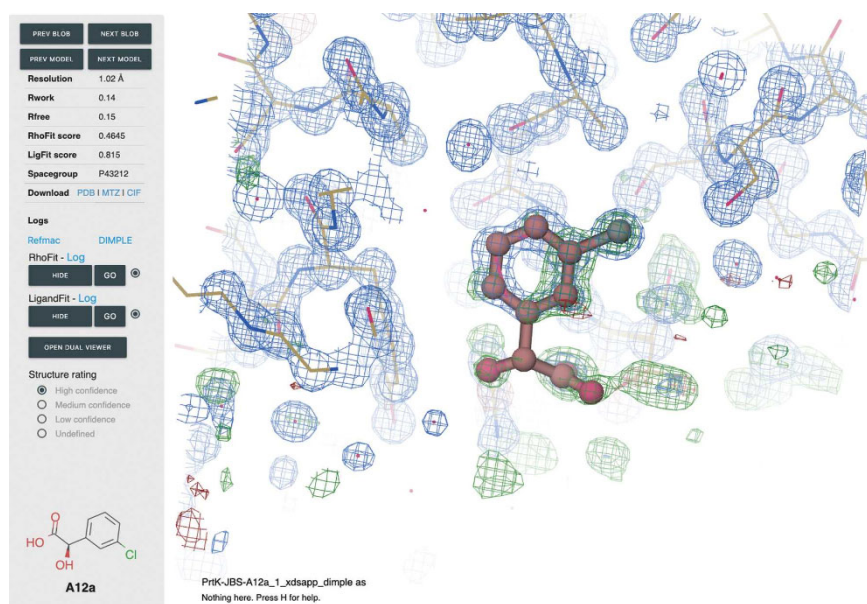 PREV BLOB NEXT BLOB
PREV MODEL NEXT MODEL
Resolution 1.02 Å
Rwork 0.14
Rfree 0.15
RhoFit score 0.4645
LigFit score 0.815
Spacegroup P43212
Download PDB | MTZ | CIF
Logs
Refmac DIMPLE
RhoFit - Log
HIDE GO
LigandFit - Log
HIDE GO
OPEN DUAL VIEWER
Structure rating
High confidence
Medium confidence
Low confidence
Undefined
O
HO
Cl
OH
A12a
PrtK-JBS-A12a_1_xdsapp_dimple as
Nothing here. Press H for help.